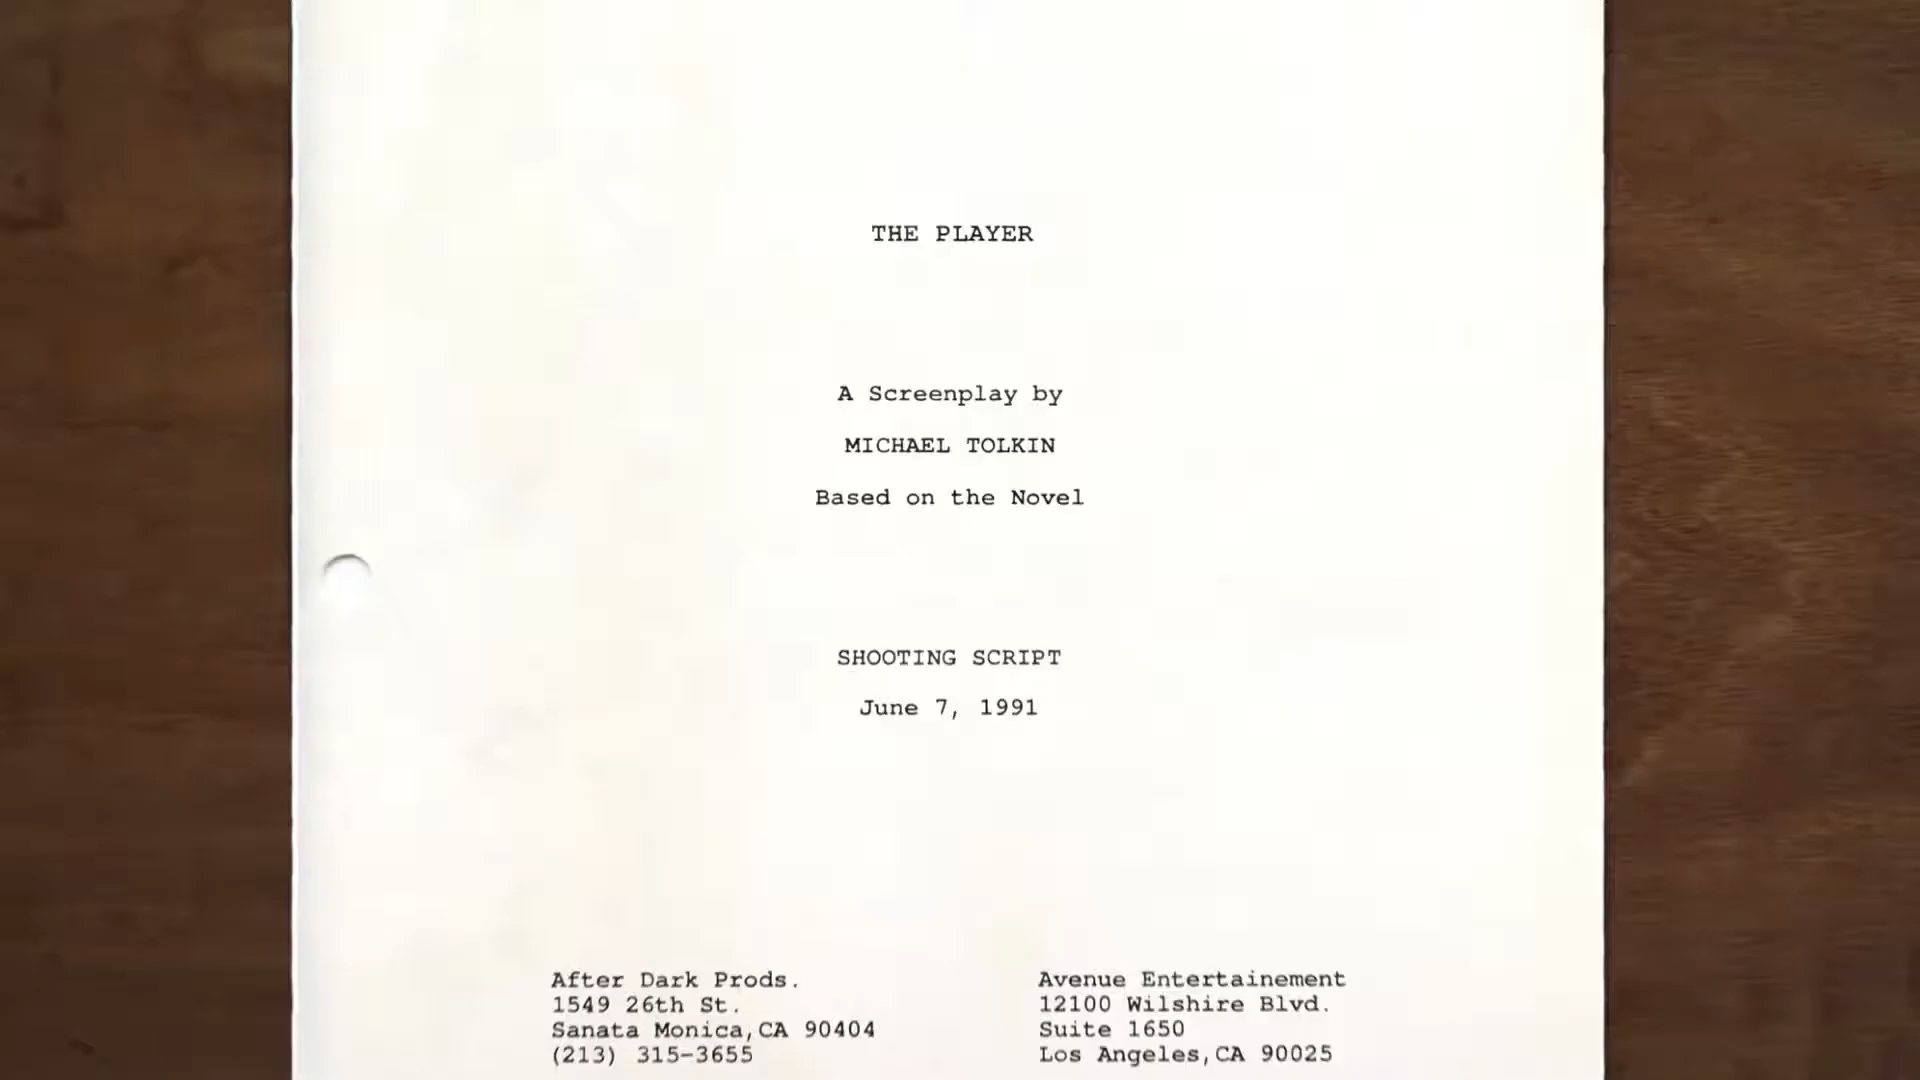 THE PLAYER
A Screenplay by
MICHAEL TOLKIN
Based on the Novel
SHOOTING SCRIPT
June 7, 1991
After Dark Prods.
1549 26th St.
Sanata Monica,CA 90404
(213) 315-3655
Avenue Entertainement
12100 Wilshire Blvd.
Suite 1650
Los Angeles,CA 90025